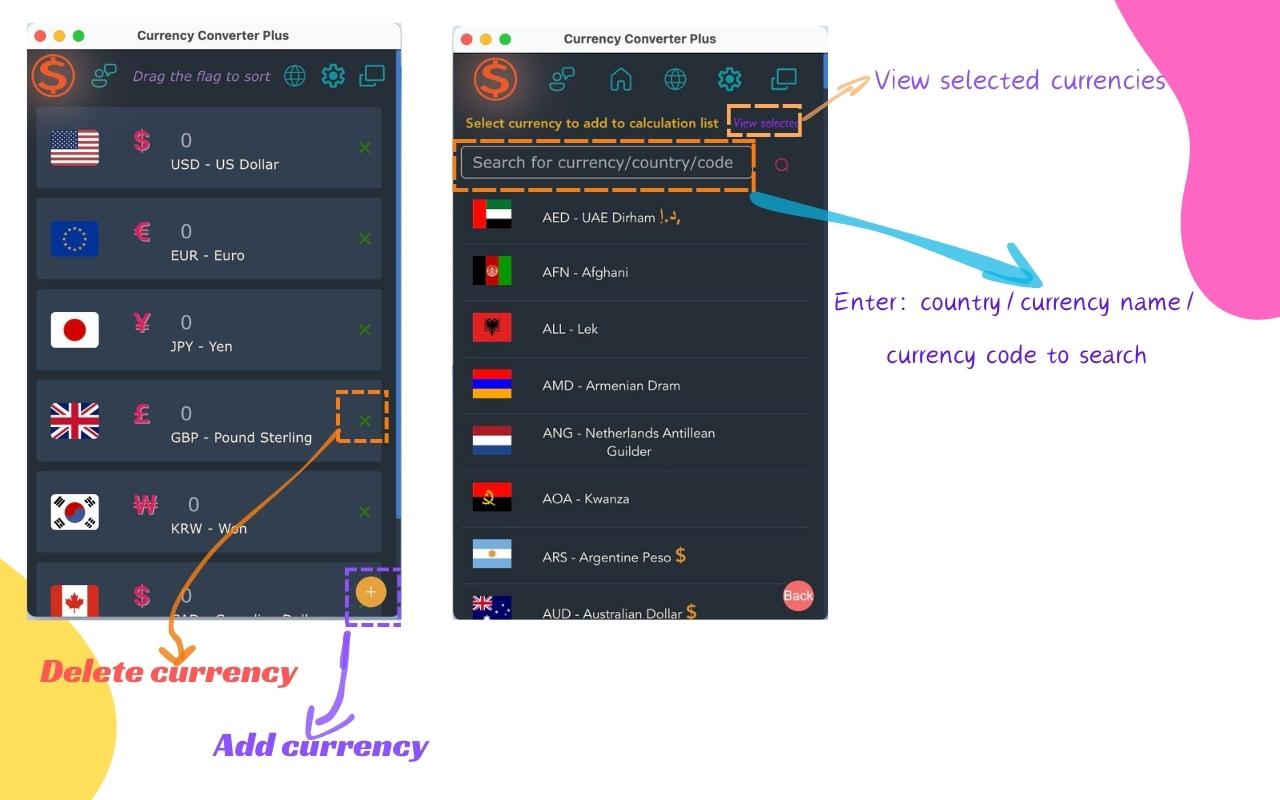 Currency Converter Plus
Drag the flag to sort
$ 0
USD - US Dollar
€ 0
EUR - Euro
¥ 0
JPY - Yen
£ 0
GBP - Pound Sterling
₩ 0
KRW - Won
$ 0
CAD - Canadian Dollar
+
Delete currency
Add currency
Currency Converter Plus
Select currency to add to calculation list View selected
Search for currency/country/code
AED - UAE Dirham د.إ
AFN - Afghani
ALL - Lek
AMD - Armenian Dram
ANG - Netherlands Antillean
Guilder
AOA - Kwanza
ARS - Argentine Peso $
AUD - Australian Dollar $
Back
View selected currencies
Enter: country / currency name /
currency code to search